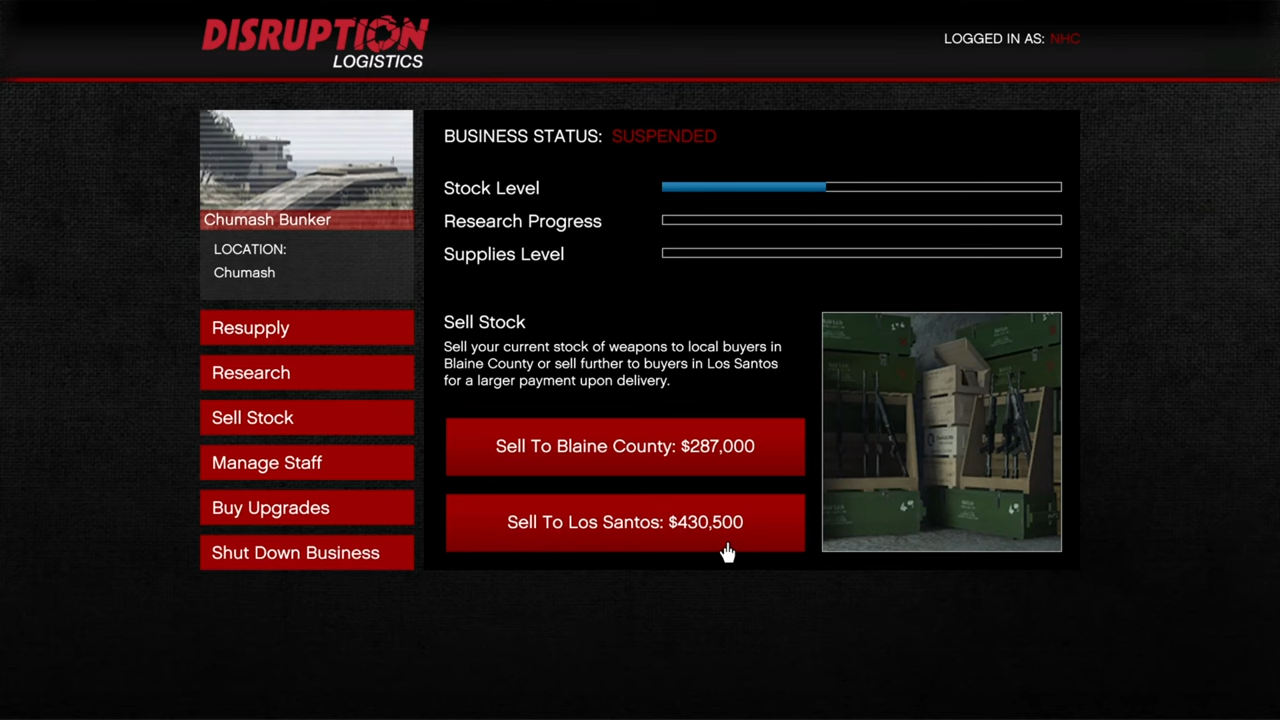 DISRUPTION
LOGISTICS
LOGGED IN AS: NHC
Chumash Bunker
LOCATION:
Chumash
Resupply
Research
Sell Stock
Manage Staff
Buy Upgrades
Shut Down Business
BUSINESS STATUS: SUSPENDED
Stock Level
Research Progress
Supplies Level
Sell Stock
Sell your current stock of weapons to local buyers in
Blaine County or sell further to buyers in Los Santos
for a larger payment upon delivery.
Sell To Blaine County: $287,000
Sell To Los Santos: $430,500